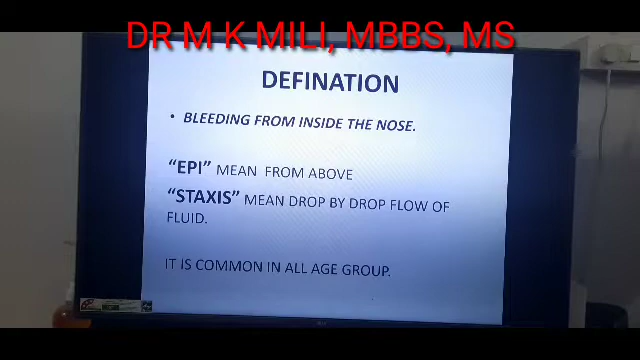 DR M K MILI, MBBS, MS
DEFINATION
• BLEEDING FROM INSIDE THE NOSE.
“EPI” MEAN FROM ABOVE
“STAXIS” MEAN DROP BY DROP FLOW OF
FLUID.
IT IS COMMON IN ALL AGE GROUP.